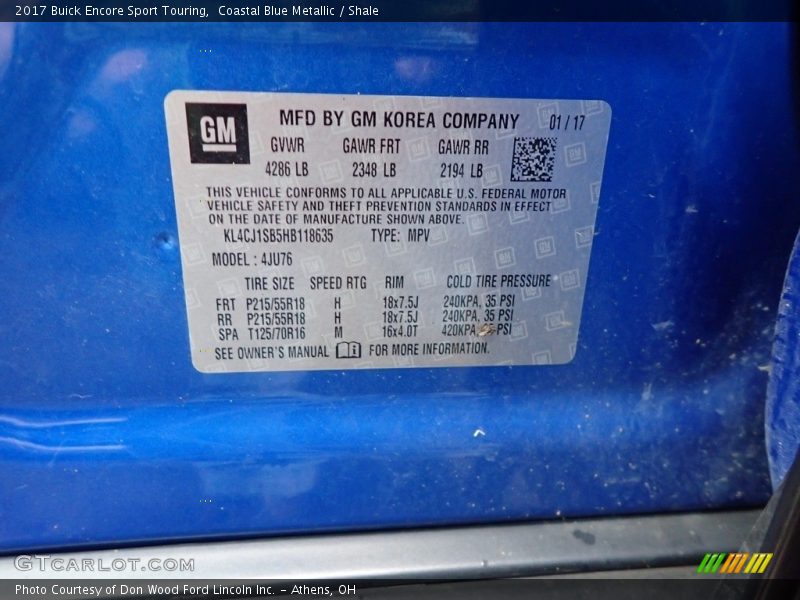 2017 Buick Encore Sport Touring,  Coastal Blue Metallic / Shale
GM
MFD BY GM KOREA COMPANY 01 / 17
GVWR GAWR FRT GAWR RR
4286 LB 2348 LB 2194 LB
THIS VEHICLE CONFORMS TO ALL APPLICABLE U.S. FEDERAL MOTOR
VEHICLE SAFETY AND THEFT PREVENTION STANDARDS IN EFFECT
ON THE DATE OF MANUFACTURE SHOWN ABOVE.
KL4CJ1SB5HB118635 TYPE: MPV
MODEL : 4JU76
TIRE SIZE SPEED RTG RIM COLD TIRE PRESSURE
FRT P215/55R18 H 18x7.5J 240KPA, 35 PSI
RR P215/55R18 H 18x7.5J 240KPA, 35 PSI
SPA T125/70R16 M 16x4.0T 420KPA, PSI
SEE OWNER'S MANUAL FOR MORE INFORMATION.
GTCARLOT.COM
Photo Courtesy of Don Wood Ford Lincoln Inc. – Athens, OH